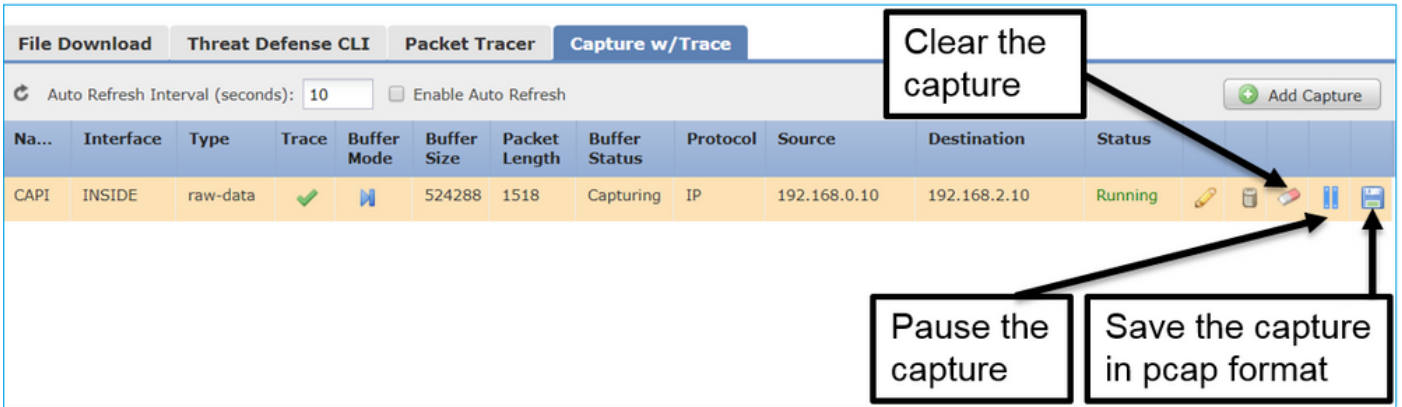 File Download Threat Defense CLI Packet Tracer Capture w/Trace
Clear the
capture
Auto Refresh Interval (seconds): 10 Enable Auto Refresh Add Capture
Na... Interface Type Trace Buffer Mode Buffer Size Packet Length Buffer Status Protocol Source Destination Status
CAPI INSIDE raw-data 524288 1518 Capturing IP 192.168.0.10 192.168.2.10 Running
Pause the
capture
Save the capture
in pcap format